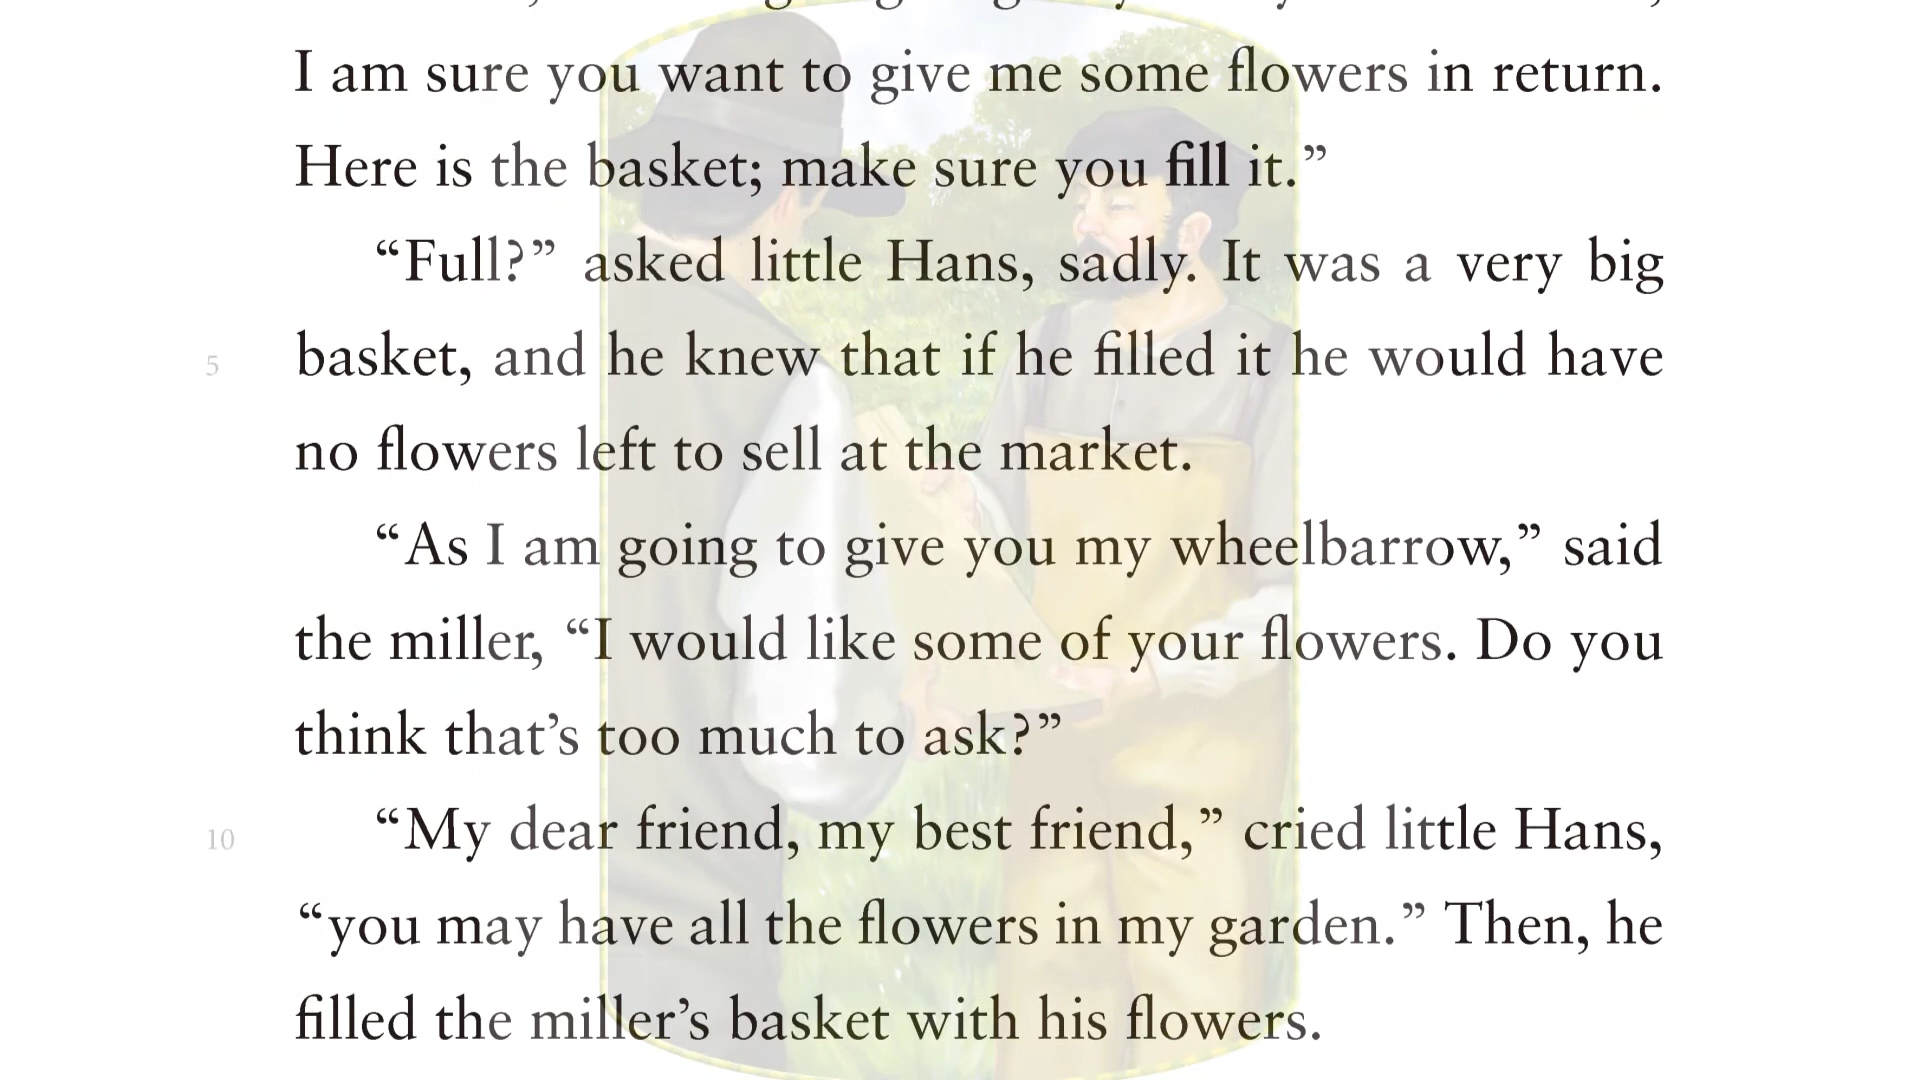 I am sure you want to give me some flowers in return.
Here is the basket; make sure you fill it.”
“Full?” asked little Hans, sadly. It was a very big
5 basket, and he knew that if he filled it he would have
no flowers left to sell at the market.
“As I am going to give you my wheelbarrow,” said
the miller, “I would like some of your flowers. Do you
think that’s too much to ask?”
10 “My dear friend, my best friend,” cried little Hans,
“you may have all the flowers in my garden.” Then, he
filled the miller’s basket with his flowers.